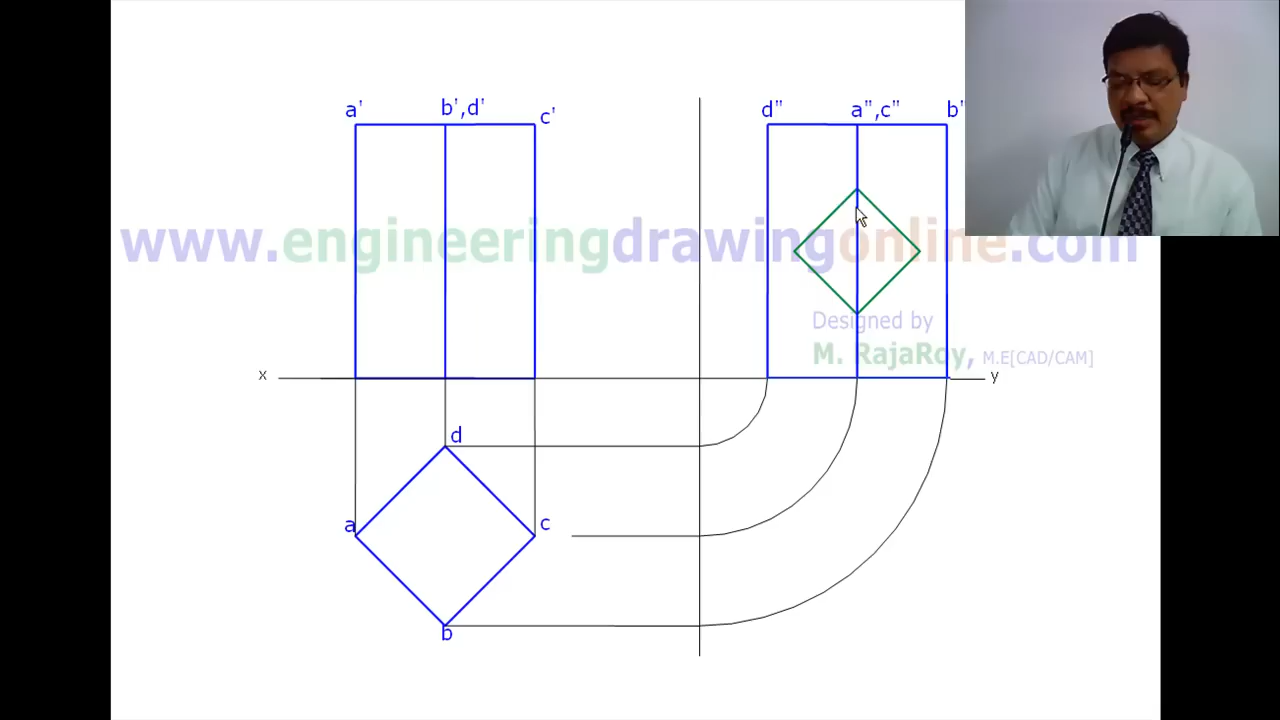 a' b',d' c' d" a",c" b"
www.engineeringdrawingonline.com
Designed by
M. RajaRoy, M.E[CAD/CAM]
x y
d
a c
b